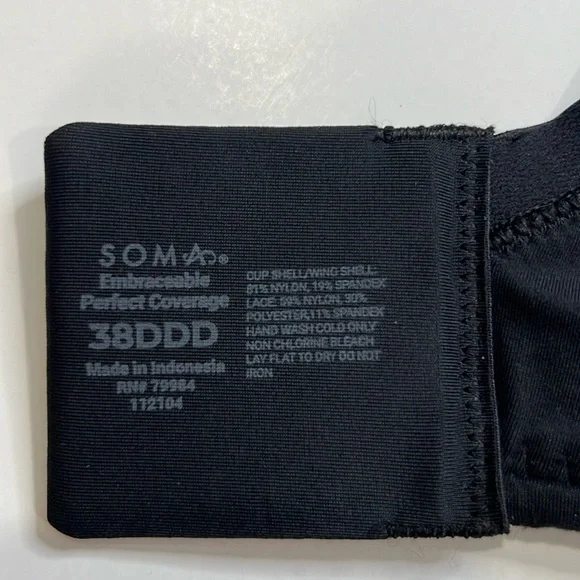 SOMA®
Embraceable
Perfect Coverage
38DDD
Made in Indonesia
RN# 79984
112104
CUP SHELL/WING SHELL:
81% NYLON, 19% SPANDEX
LACE: 59% NYLON, 30%
POLYESTER, 11% SPANDEX
HAND WASH COLD ONLY
NON CHLORINE BLEACH
LAY FLAT TO DRY DO NOT
IRON